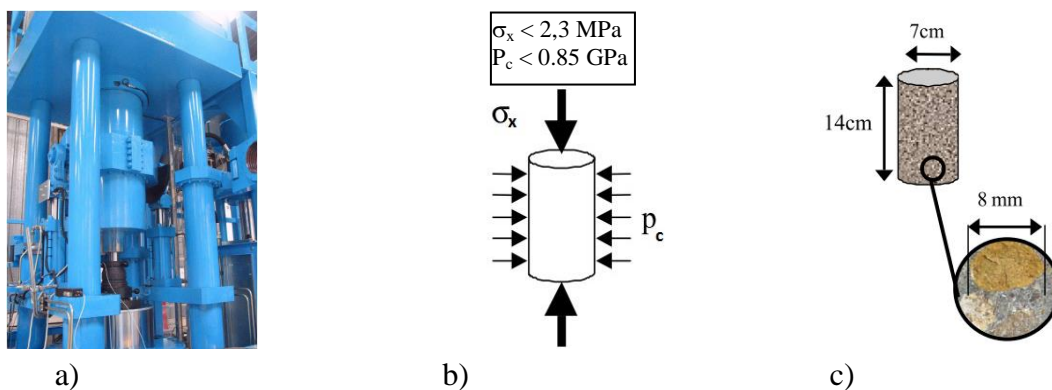 σx < 2,3 MPa
Pc < 0.85 GPa
σx
pc
7cm
14cm
8 mm
a)
b)
c)